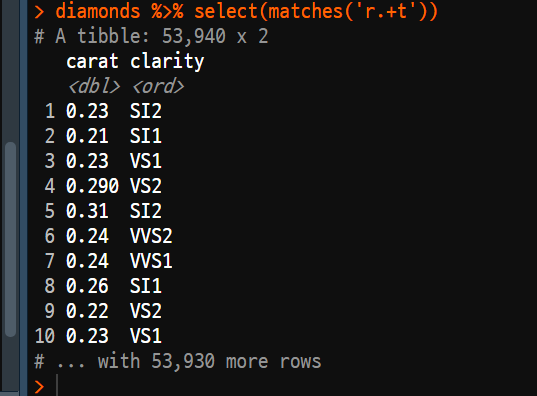 > diamonds %>% select(matches('r.+t'))
# A tibble: 53,940 x 2
carat clarity
<dbl> <ord>
1 0.23 SI2
2 0.21 SI1
3 0.23 VS1
4 0.290 VS2
5 0.31 SI2
6 0.24 VVS2
7 0.24 VVS1
8 0.26 SI1
9 0.22 VS2
10 0.23 VS1
# ... with 53,930 more rows
>